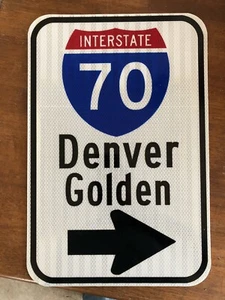 INTERSTATE
70
Denver
Golden